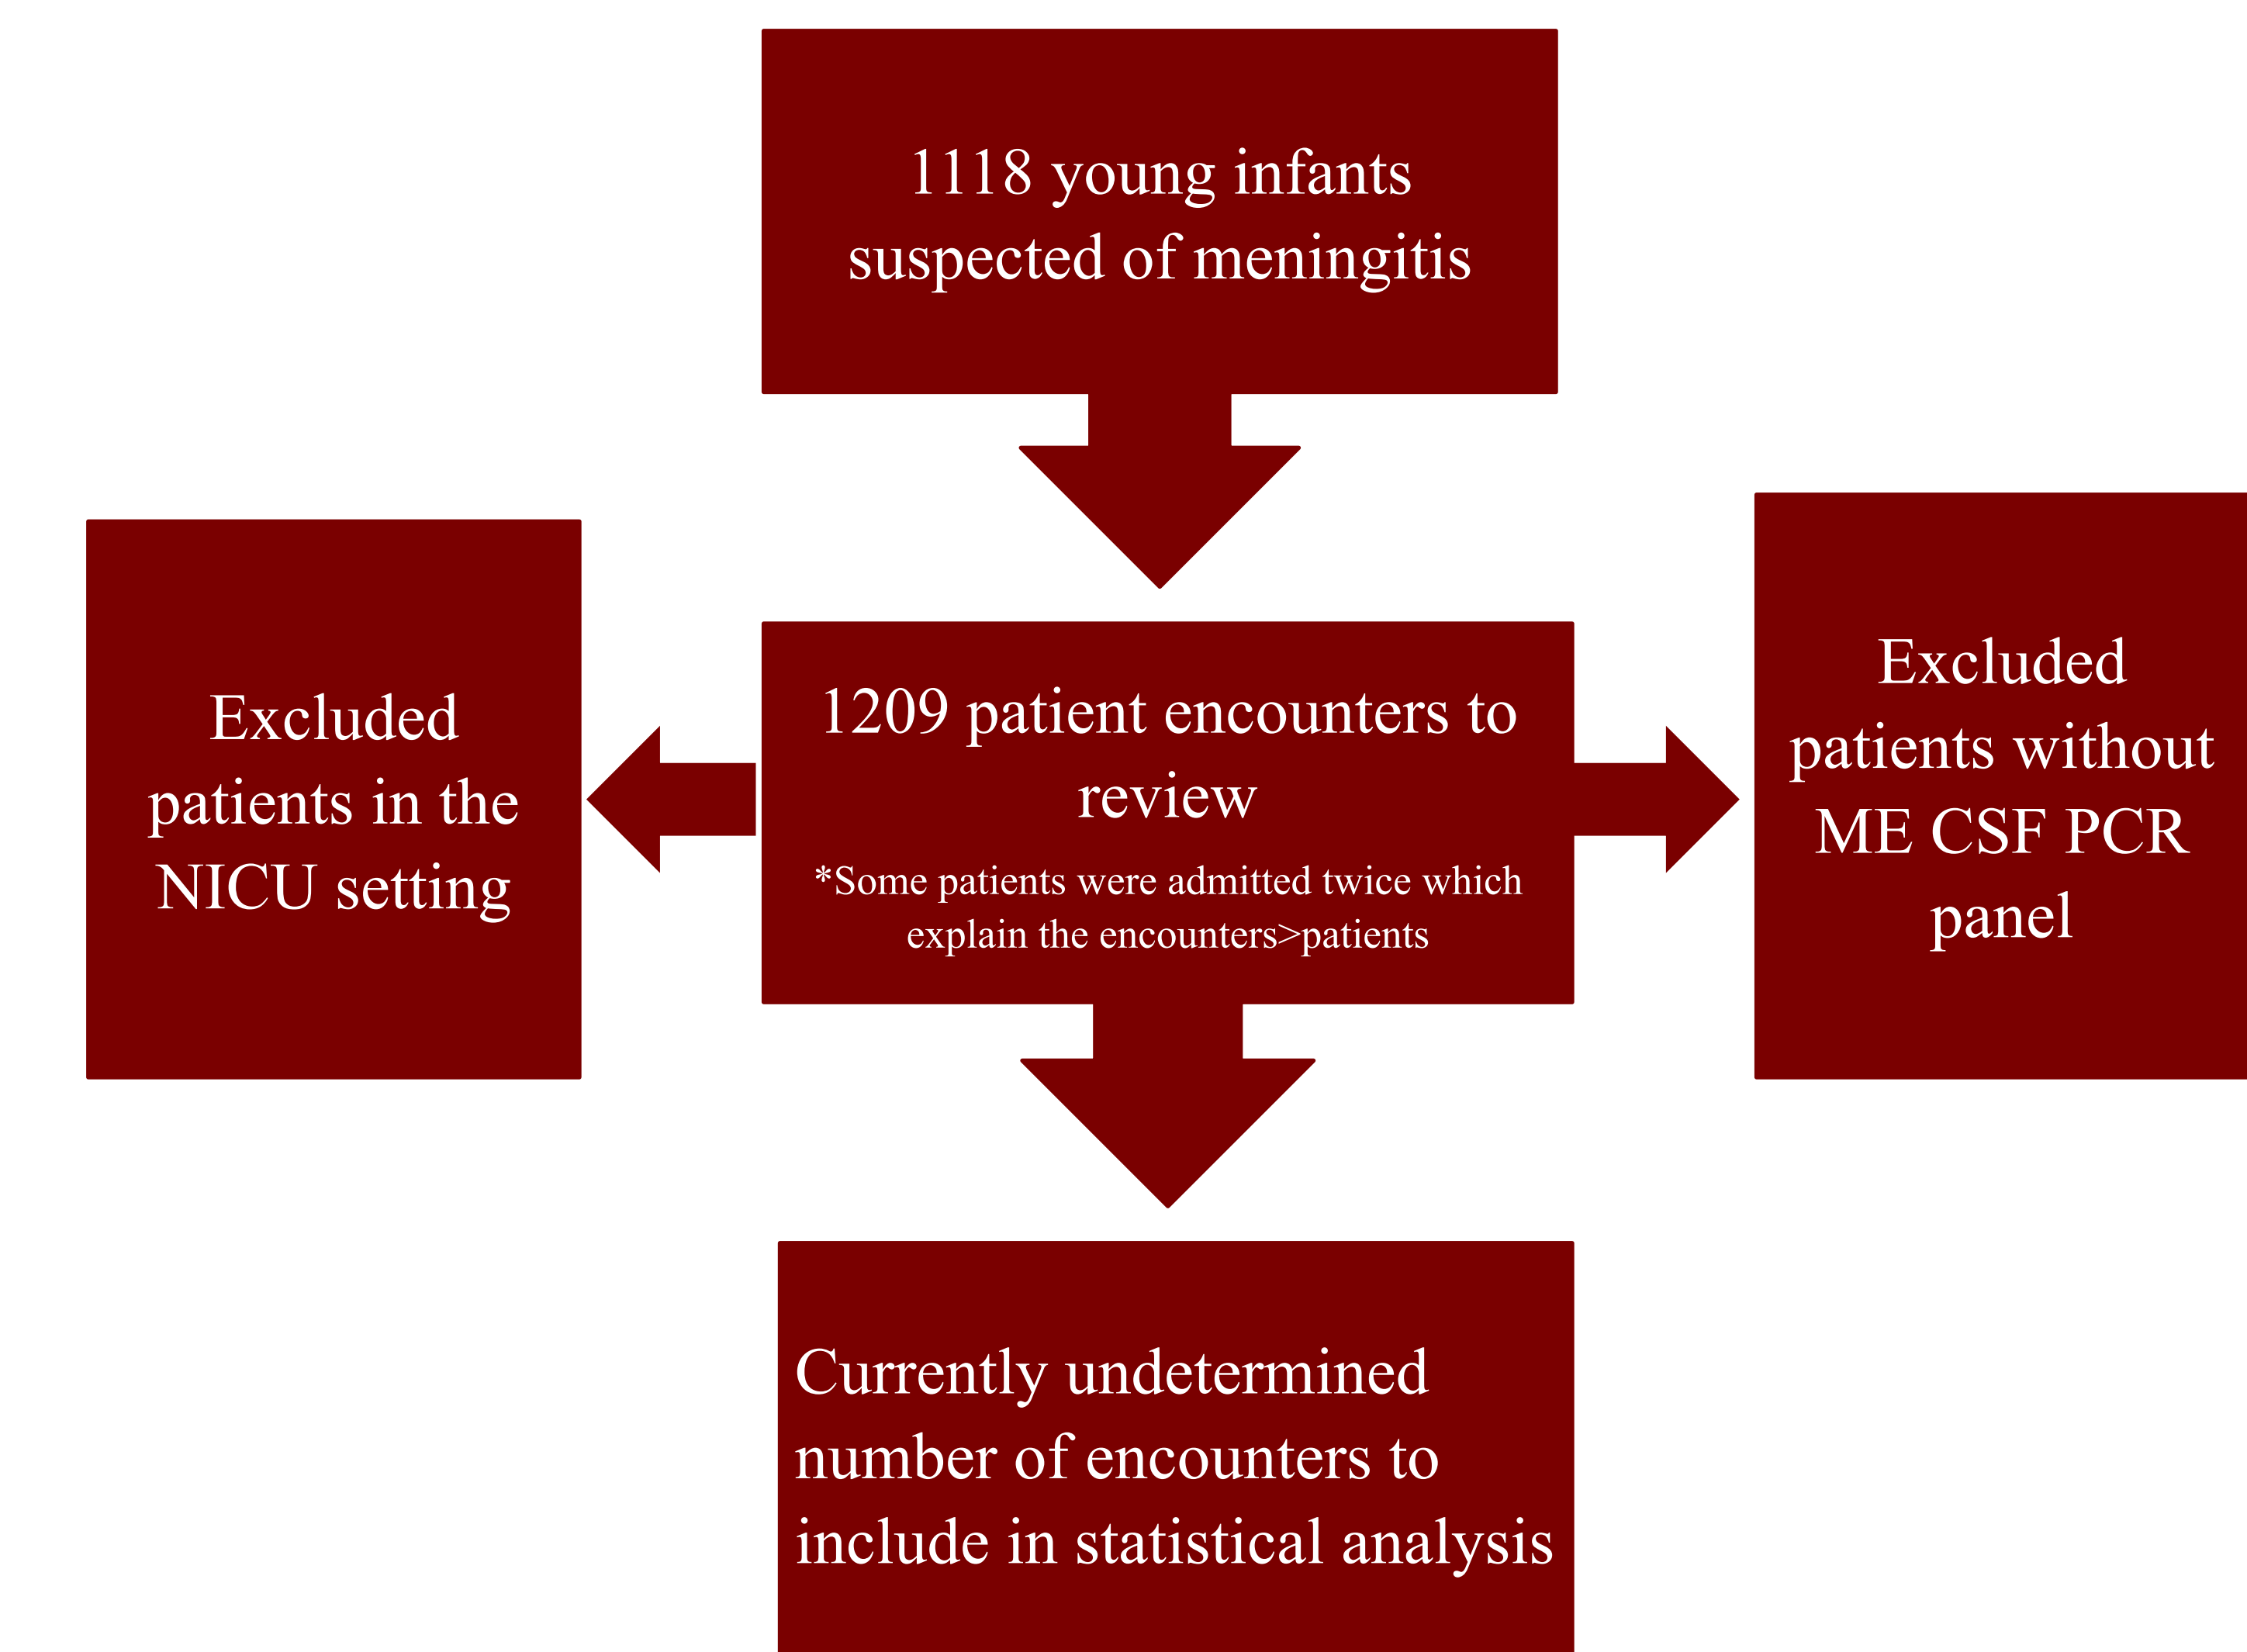 1118 young infants
suspected of meningitis
Excluded
patients in the
NICU setting
1209 patient encounters to
review
*Some patients were admitted twice which
explain the encounters>patients
Excluded
patients without
ME CSF PCR
panel
Currently undetermined
number of encounters to
include in statistical analysis